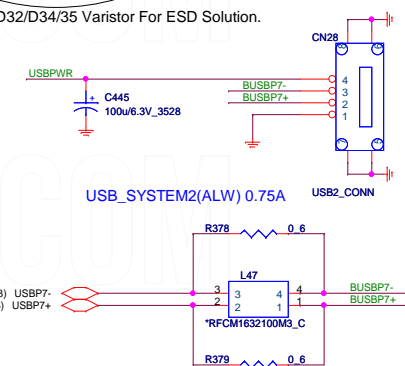 D32/D34/35 Varistor For ESD Solution.
CN28
USBPWR
C445
100u/6.3V_3528
BUSBP7-
BUSBP7+
4
3
2
1
USB2_CONN
USB_SYSTEM2(ALW) 0.75A
R378 0_6
L47
USBP7- 3 3 4 4 BUSBP7-
USBP7+ 2 2 1 1 BUSBP7+
*RFCM1632100M3_C
R379 0_6
COM
COM